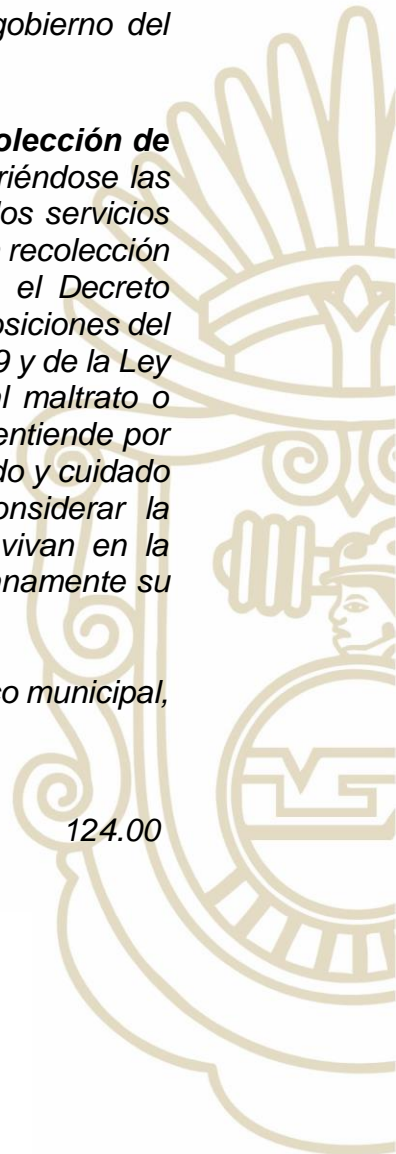 gobierno del
olección de
riéndose las
los servicios
recolección
el Decreto
osiciones del
9 y de la Ley
l maltrato o
entiende por
do y cuidado
onsiderar la
vivan en la
namente su
o municipal,
124.00